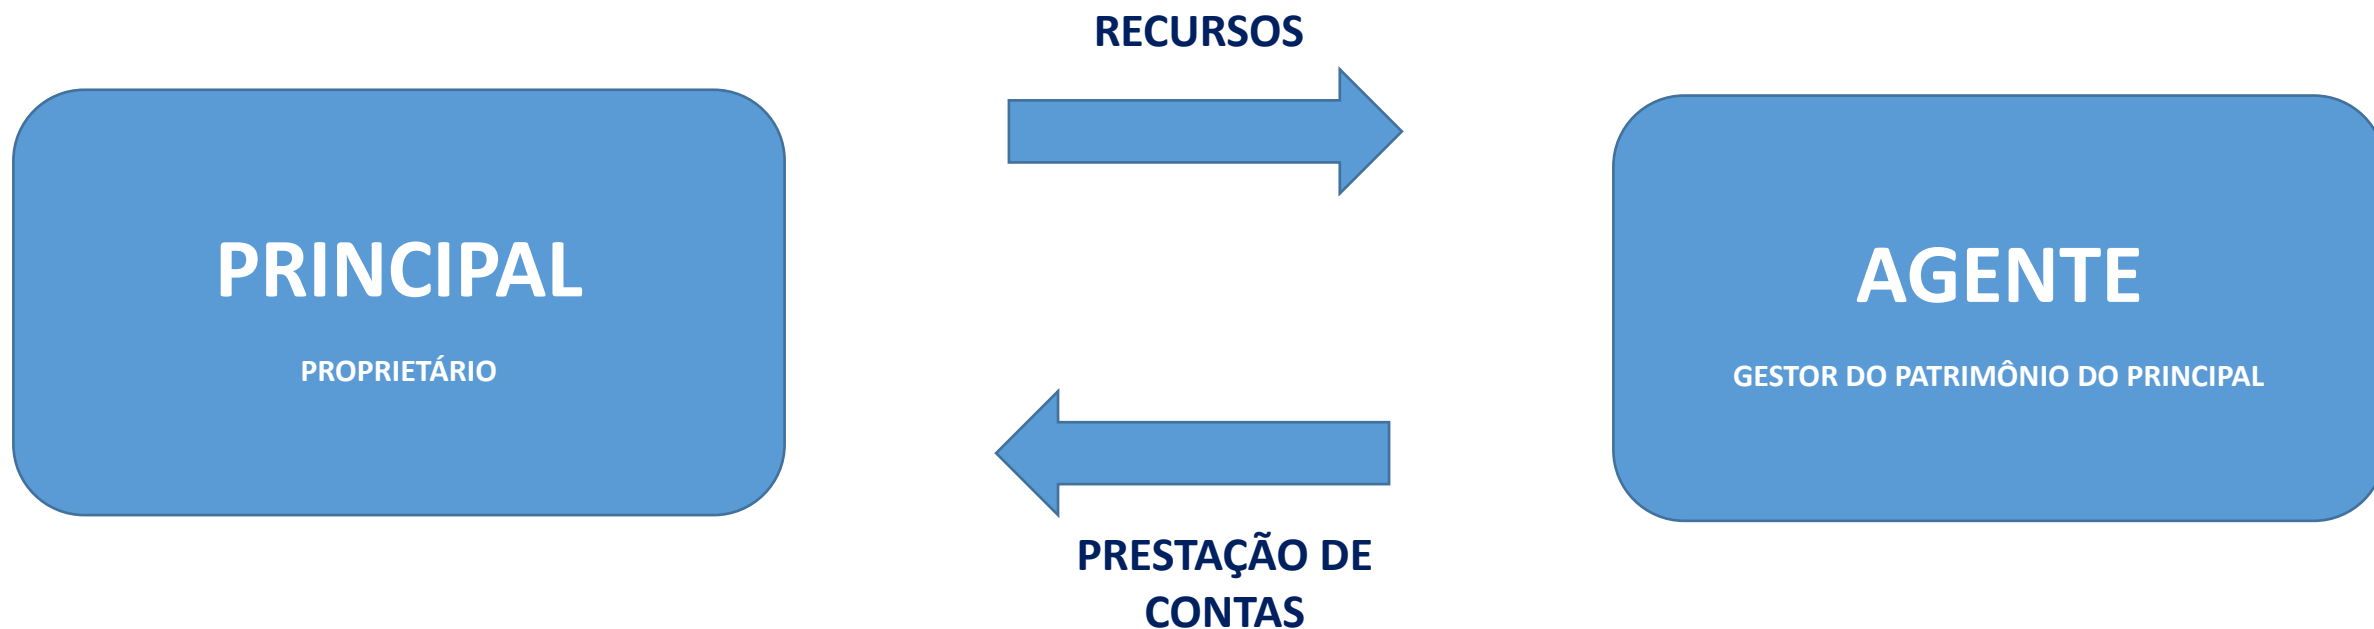 RECURSOS
PRINCIPAL
PROPRIETÁRIO
AGENTE
GESTOR DO PATRIMÔNIO DO PRINCIPAL
PRESTAÇÃO DE
CONTAS